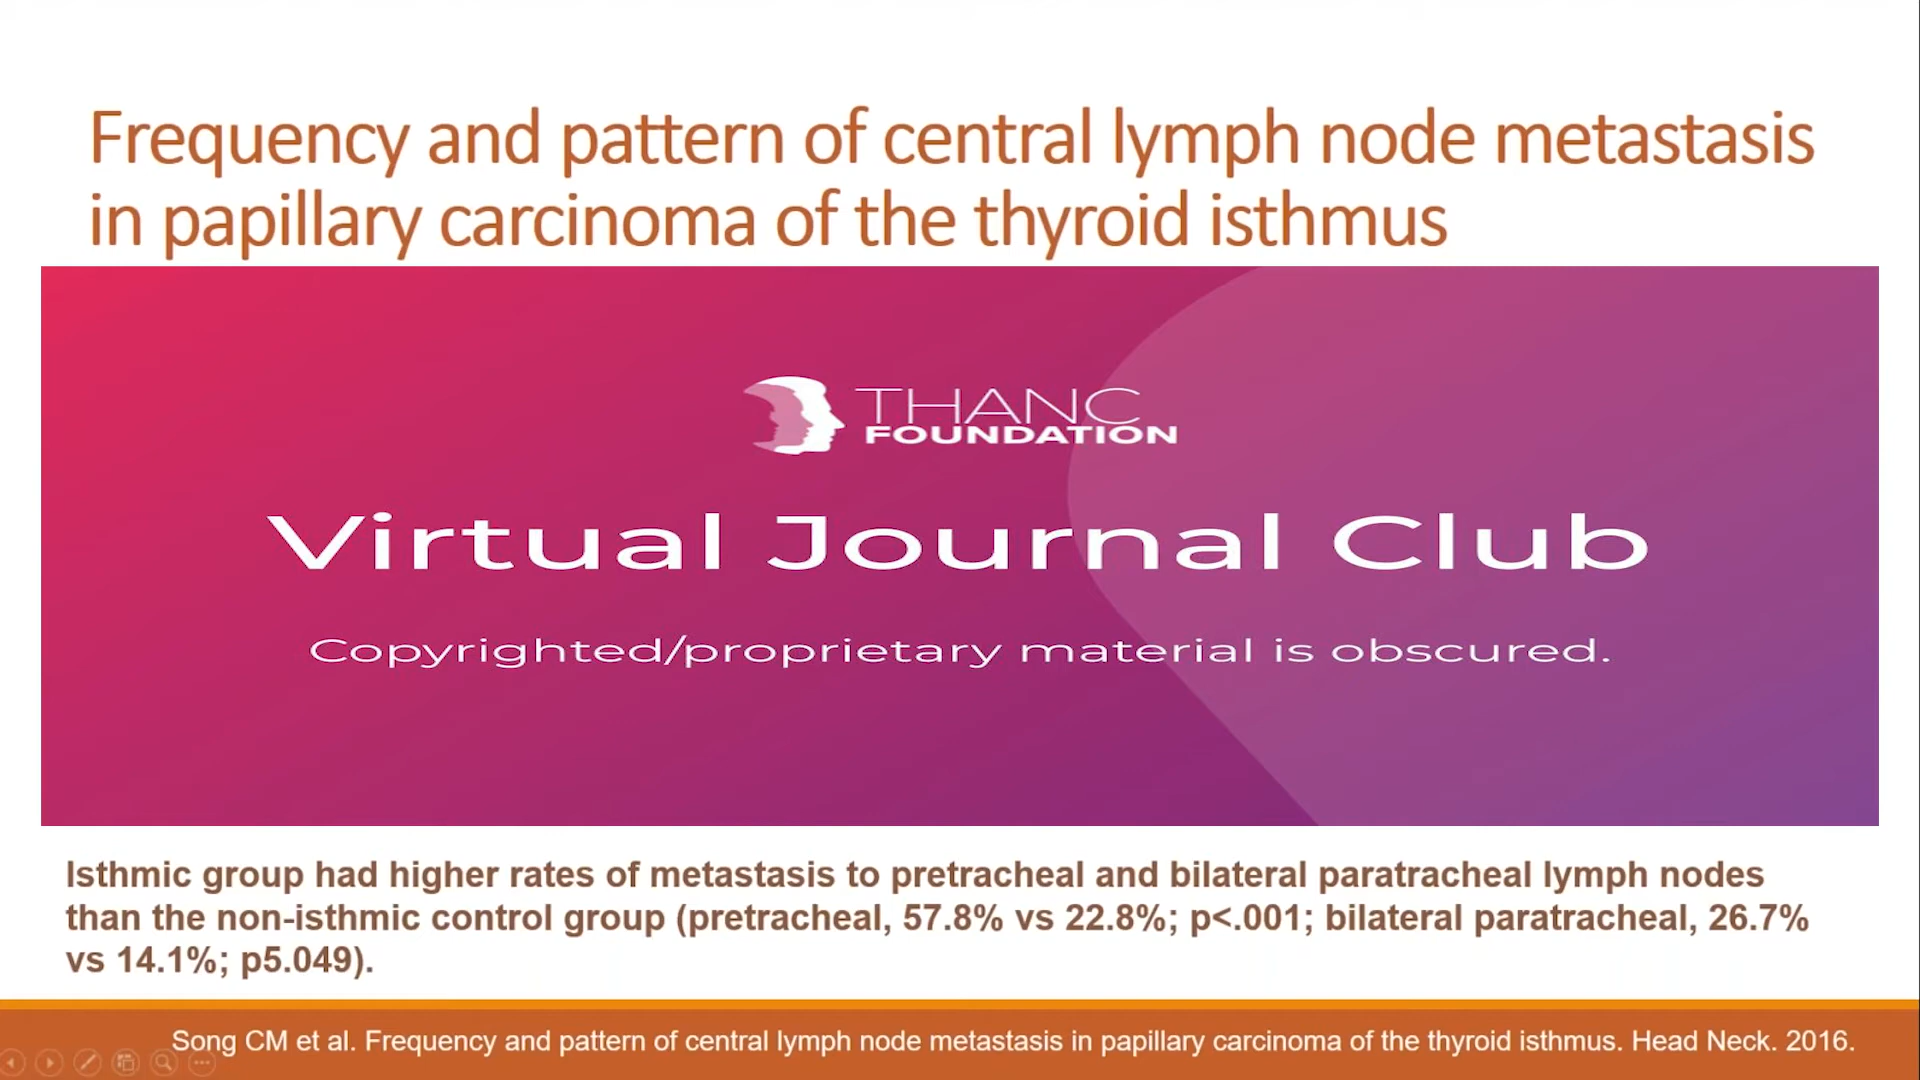 Frequency and pattern of central lymph node metastasis
in papillary carcinoma of the thyroid isthmus
THANC
FOUNDATION
Virtual Journal Club
Copyrighted/proprietary material is obscured.
Isthmic group had higher rates of metastasis to pretracheal and bilateral paratracheal lymph nodes
than the non-isthmic control group (pretracheal, 57.8% vs 22.8%; p<.001; bilateral paratracheal, 26.7%
vs 14.1%; p5.049).
Song CM et al. Frequency and pattern of central lymph node metastasis in papillary carcinoma of the thyroid isthmus. Head Neck. 2016.